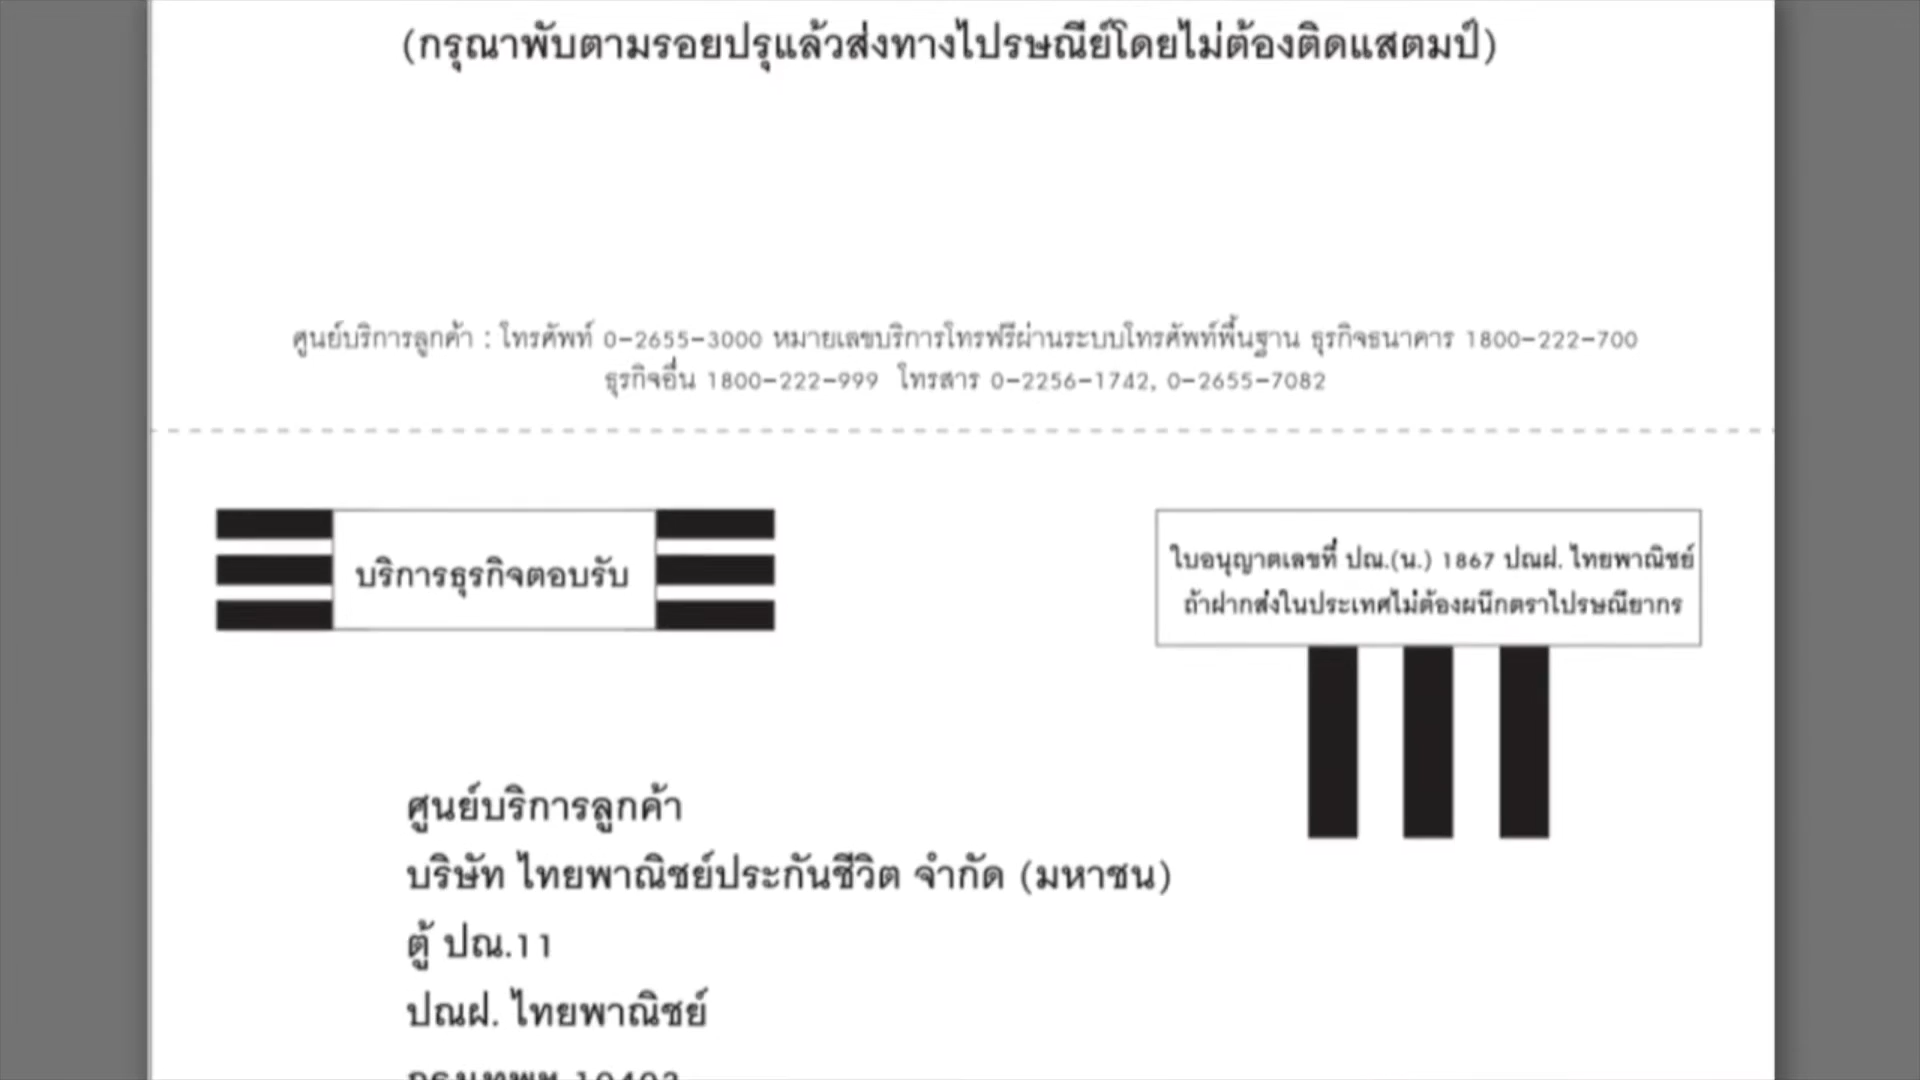 (กรุณาพับตามรอยปรุแล้วส่งทางไปรษณีย์โดยไม่ต้องติดแสตมป์)
ศูนย์บริการลูกค้า : โทรศัพท์ 0-2655-3000 หมายเลขบริการโทรฟรีผ่านระบบโทรศัพท์พื้นฐาน ธุรกิจธนาคาร 1800-222-700
ธุรกิจอื่น 1800-222-999 โทรสาร 0-2256-1742, 0-2655-7082
บริการธุรกิจตอบรับ
ใบอนุญาตเลขที่ ปณ.(น.) 1867 ปณฝ. ไทยพาณิชย์
ถ้าฝากส่งในประเทศไม่ต้องผนึกตราไปรษณียากร
ศูนย์บริการลูกค้า
บริษัท ไทยพาณิชย์ประกันชีวิต จำกัด (มหาชน)
ตู้ ปณ.11
ปณฝ. ไทยพาณิชย์